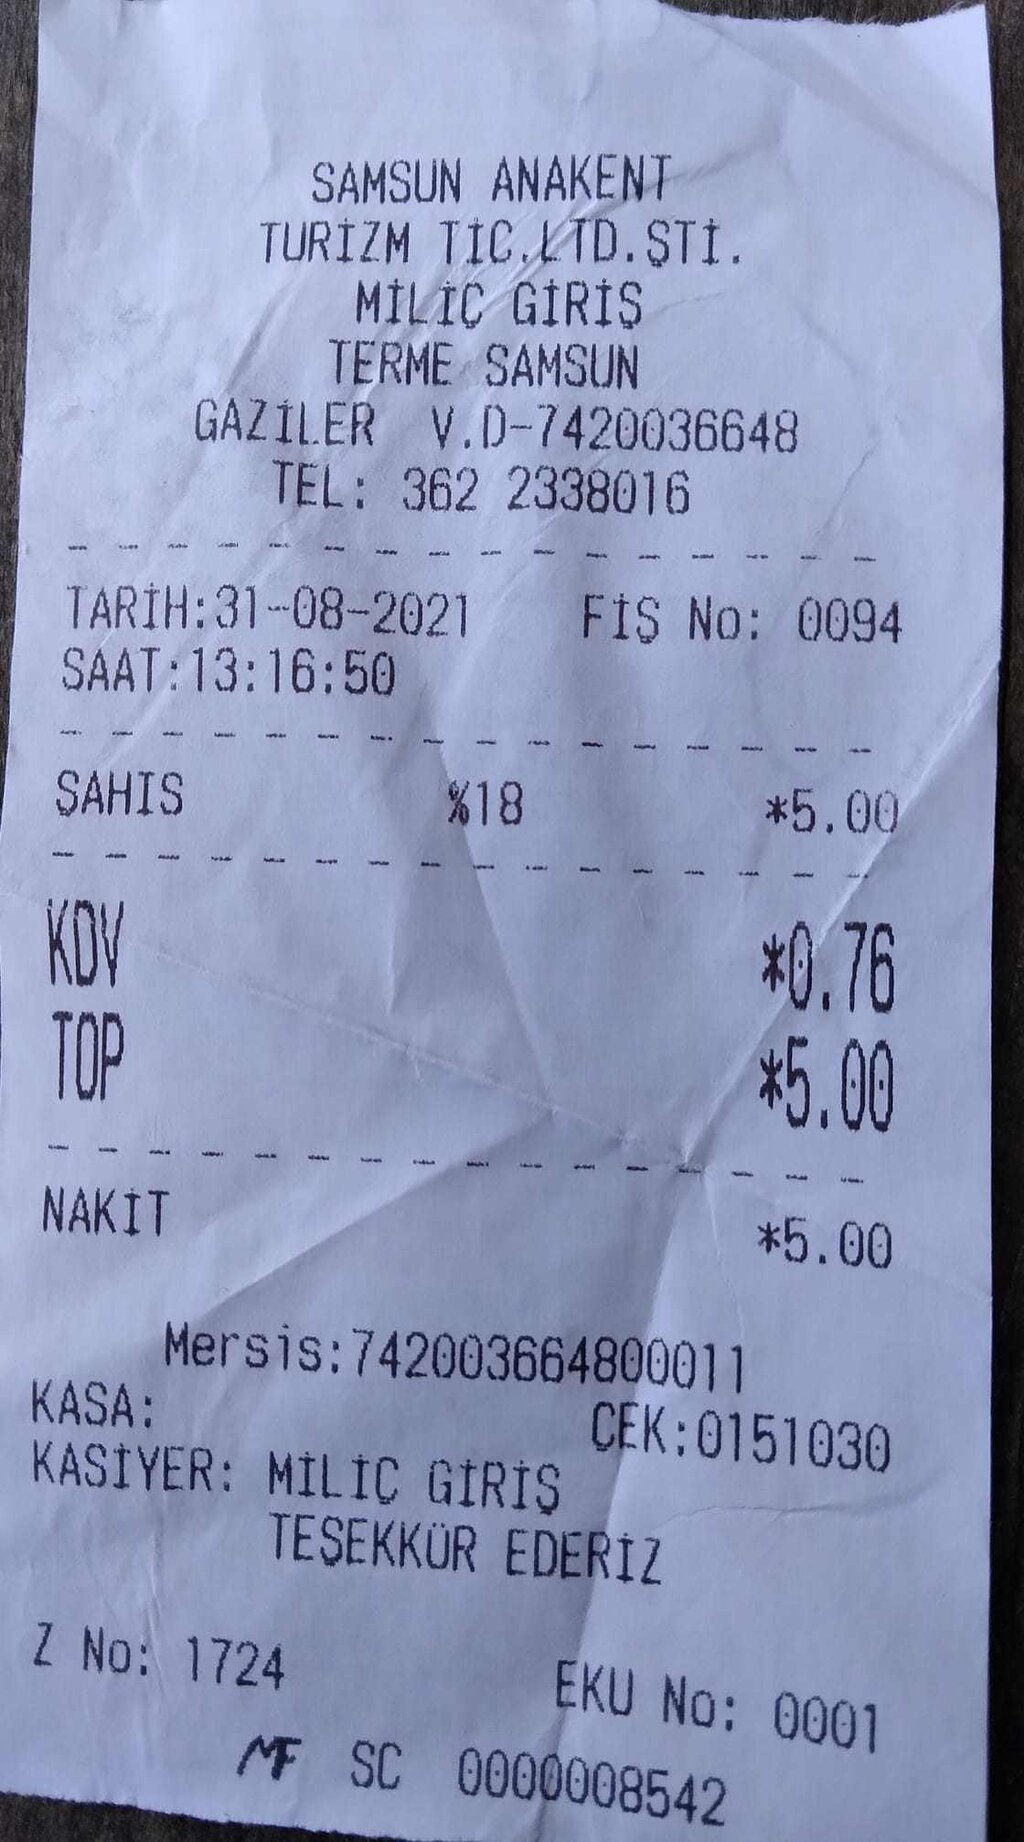 SAMSUN ANAKENT
TURİZM TİC.LTD.ŞTİ.
MİLİÇ GİRİŞ
TERME SAMSUN
GAZİLER V.D-7420036648
TEL: 362 2338016
TARİH:31-08-2021 FİŞ No: 0094
SAAT:13:16:50
ŞAHIS %18 *5.00
KDV *0.76
TOP *5.00
NAKİT *5.00
Mersis:742003664800011
KASA: ÇEK:0151030
KASİYER: MİLİÇ GİRİŞ
TEŞEKKÜR EDERİZ
Z No: 1724 EKU No: 0001
MF SC 0000008542